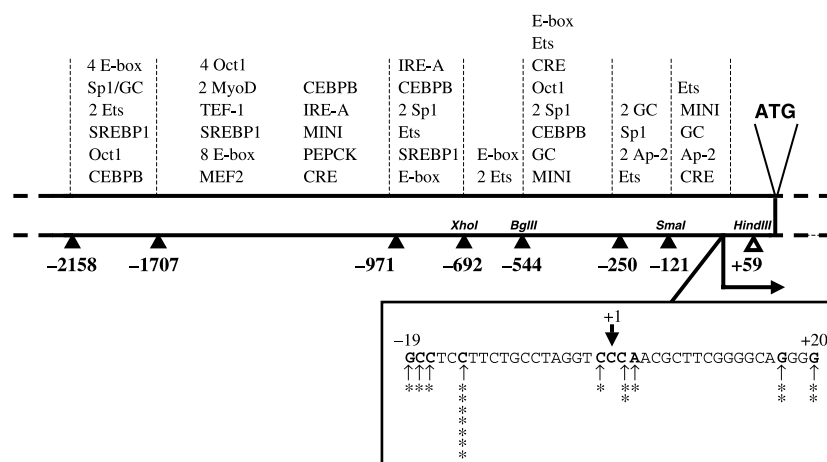 E-box
Ets
4 E-box 4 Oct1 IRE-A CRE
Sp1/GC 2 MyoD CEBPB CEBPB Oct1 Ets
2 Ets TEF-1 IRE-A 2 Sp1 2 Sp1 2 GC MINI ATG
SREBP1 SREBP1 MINI Ets CEBPB Sp1 GC
Oct1 8 E-box PEPCK SREBP1 E-box GC 2 Ap-2 Ap-2
CEBPB MEF2 CRE E-box 2 Ets MINI Ets CRE
XhoI BglII SmaI HindIII
−2158 −1707 −971 −692 −544 −250 −121 +59
+1
−19 +20
GCCTCCTTCTGCCTAGGTCCCAACGCTTCGGGGCAGGGG
* * * * * * * * *
* * * * *
*
*
*
*